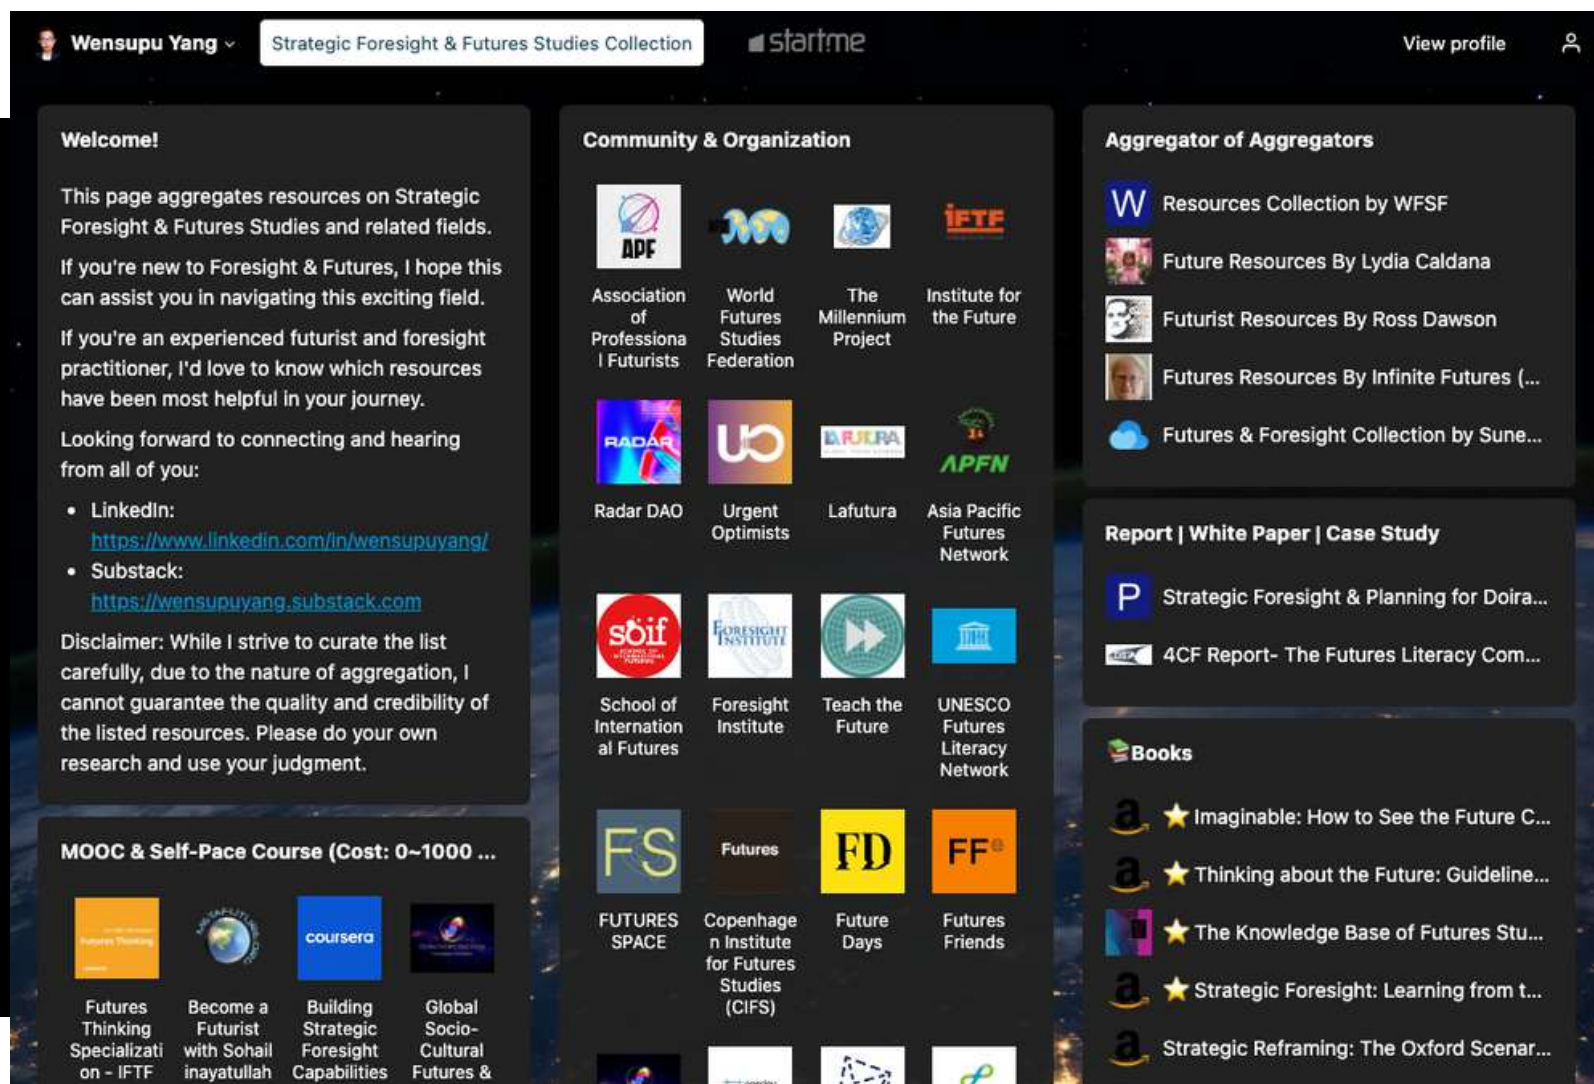 Wensupu Yang
Strategic Foresight & Futures Studies Collection
start.me
View profile
Welcome!
This page aggregates resources on Strategic
Foresight & Futures Studies and related fields.
If you're new to Foresight & Futures, I hope this
can assist you in navigating this exciting field.
If you're an experienced futurist and foresight
practitioner, I'd love to know which resources
have been most helpful in your journey.
Looking forward to connecting and hearing
from all of you:
• LinkedIn:
https://www.linkedin.com/in/wensupuyang/
• Substack:
https://wensupuyang.substack.com
Disclaimer: While I strive to curate the list
carefully, due to the nature of aggregation, I
cannot guarantee the quality and credibility of
the listed resources. Please do your own
research and use your judgment.
MOOC & Self-Pace Course (Cost: 0~1000 ...
Futures Thinking
coursera
Futures
Thinking
Specializati
on - IFTF
Become a
Futurist
with Sohail
inayatullah
Building
Strategic
Foresight
Capabilities
Global
Socio-
Cultural
Futures &
Community & Organization
APF
IFTF
Association
of
Professiona
l Futurists
World
Futures
Studies
Federation
The
Millennium
Project
Institute for
the Future
RADAR
UO
LA FUTURA
APFN
Radar DAO
Urgent
Optimists
Lafutura
Asia Pacific
Futures
Network
soif
SCHOOL OF
INTERNATIONAL
FUTURES
FORESIGHT
INSTITUTE
School of
Internation
al Futures
Foresight
Institute
Teach the
Future
UNESCO
Futures
Literacy
Network
FS
Futures
FD
FF
FUTURES
SPACE
Copenhage
n Institute
for Futures
Studies
(CIFS)
Future
Days
Futures
Friends
Aggregator of Aggregators
W
Resources Collection by WFSF
Future Resources By Lydia Caldana
Futurist Resources By Ross Dawson
Futures Resources By Infinite Futures (...
Futures & Foresight Collection by Sune...
Report | White Paper | Case Study
P
Strategic Foresight & Planning for Doira...
4CF Report- The Futures Literacy Com...
📚Books
a
⭐ Imaginable: How to See the Future C...
a
⭐ Thinking about the Future: Guideline...
⭐ The Knowledge Base of Futures Stu...
a
⭐ Strategic Foresight: Learning from t...
a
Strategic Reframing: The Oxford Scenar...